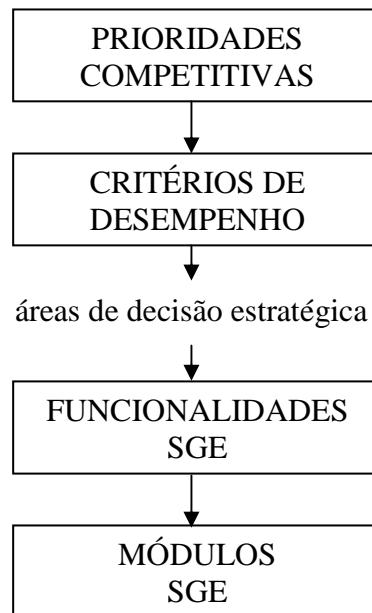 PRIORIDADES
COMPETITIVAS
CRITÉRIOS DE
DESEMPENHO
áreas de decisão estratégica
FUNCIONALIDADES
SGE
MÓDULOS
SGE